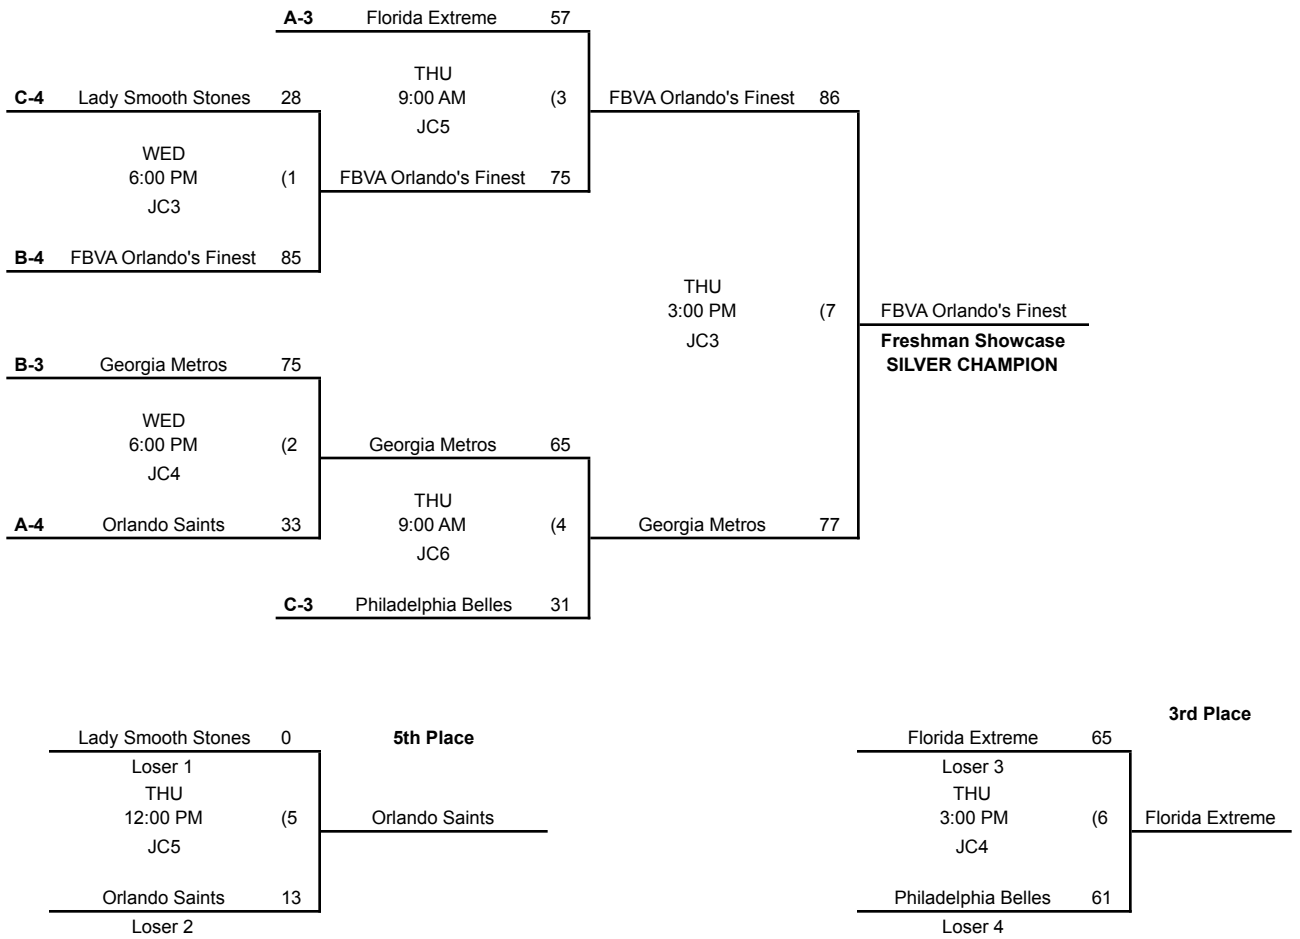 A-3 Florida Extreme 57
THU
C-4 Lady Smooth Stones 28 9:00 AM (3 FBVA Orlando's Finest 86
JC5
WED
6:00 PM (1 FBVA Orlando's Finest 75
JC3
B-4 FBVA Orlando's Finest 85
THU
3:00 PM (7 FBVA Orlando's Finest
JC3 Freshman Showcase
B-3 Georgia Metros 75 SILVER CHAMPION
WED
6:00 PM (2 Georgia Metros 65
JC4
THU
A-4 Orlando Saints 33 9:00 AM (4 Georgia Metros 77
JC6
C-3 Philadelphia Belles 31
3rd Place
Lady Smooth Stones 0 5th Place Florida Extreme 65
Loser 1 Loser 3
THU THU
12:00 PM (5 Orlando Saints 3:00 PM (6 Florida Extreme
JC5 JC4
Orlando Saints 13 Philadelphia Belles 61
Loser 2 Loser 4